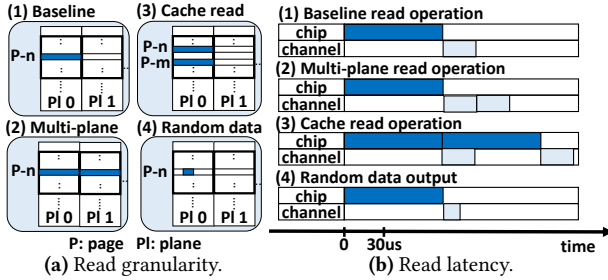 (1) Baseline
P-n
Pl 0 Pl 1
(3) Cache read
P-n
P-m
Pl 0 Pl 1
(2) Multi-plane
P-n
Pl 0 Pl 1
(4) Random data
P-n
Pl 0 Pl 1
P: page Pl: plane
(a) Read granularity.
(1) Baseline read operation
chip
channel
(2) Multi-plane read operation
chip
channel
(3) Cache read operation
chip
channel
(4) Random data output
chip
channel
0 30us time
(b) Read latency.